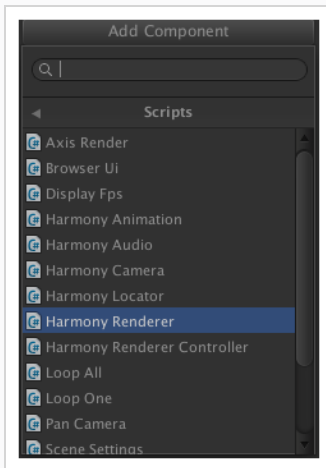 Add Component
Scripts
Axis Render
Browser Ui
Display Fps
Harmony Animation
Harmony Audio
Harmony Camera
Harmony Locator
Harmony Renderer
Harmony Renderer Controller
Loop All
Loop One
Pan Camera
Scene Settings